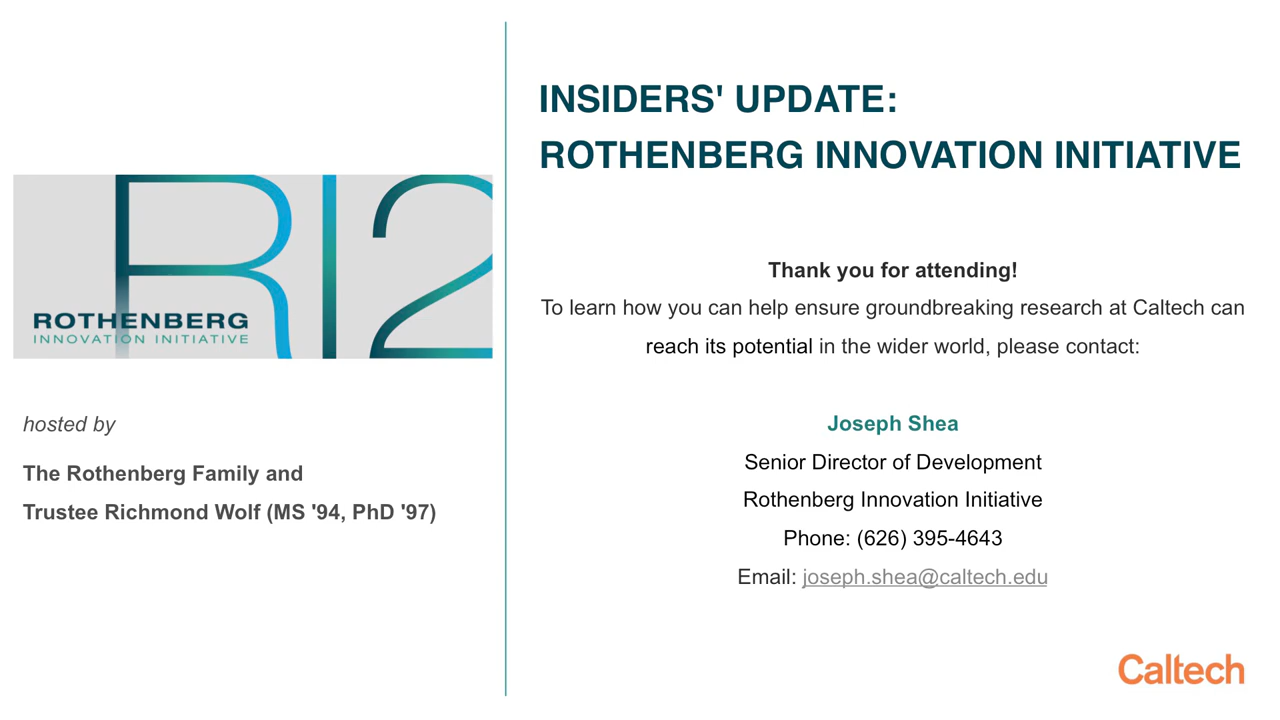 RI2
ROTHENBERG
INNOVATION INITIATIVE
hosted by
The Rothenberg Family and
Trustee Richmond Wolf (MS '94, PhD '97)
INSIDERS' UPDATE:
ROTHENBERG INNOVATION INITIATIVE
Thank you for attending!
To learn how you can help ensure groundbreaking research at Caltech can
reach its potential in the wider world, please contact:
Joseph Shea
Senior Director of Development
Rothenberg Innovation Initiative
Phone: (626) 395-4643
Email: joseph.shea@caltech.edu
Caltech